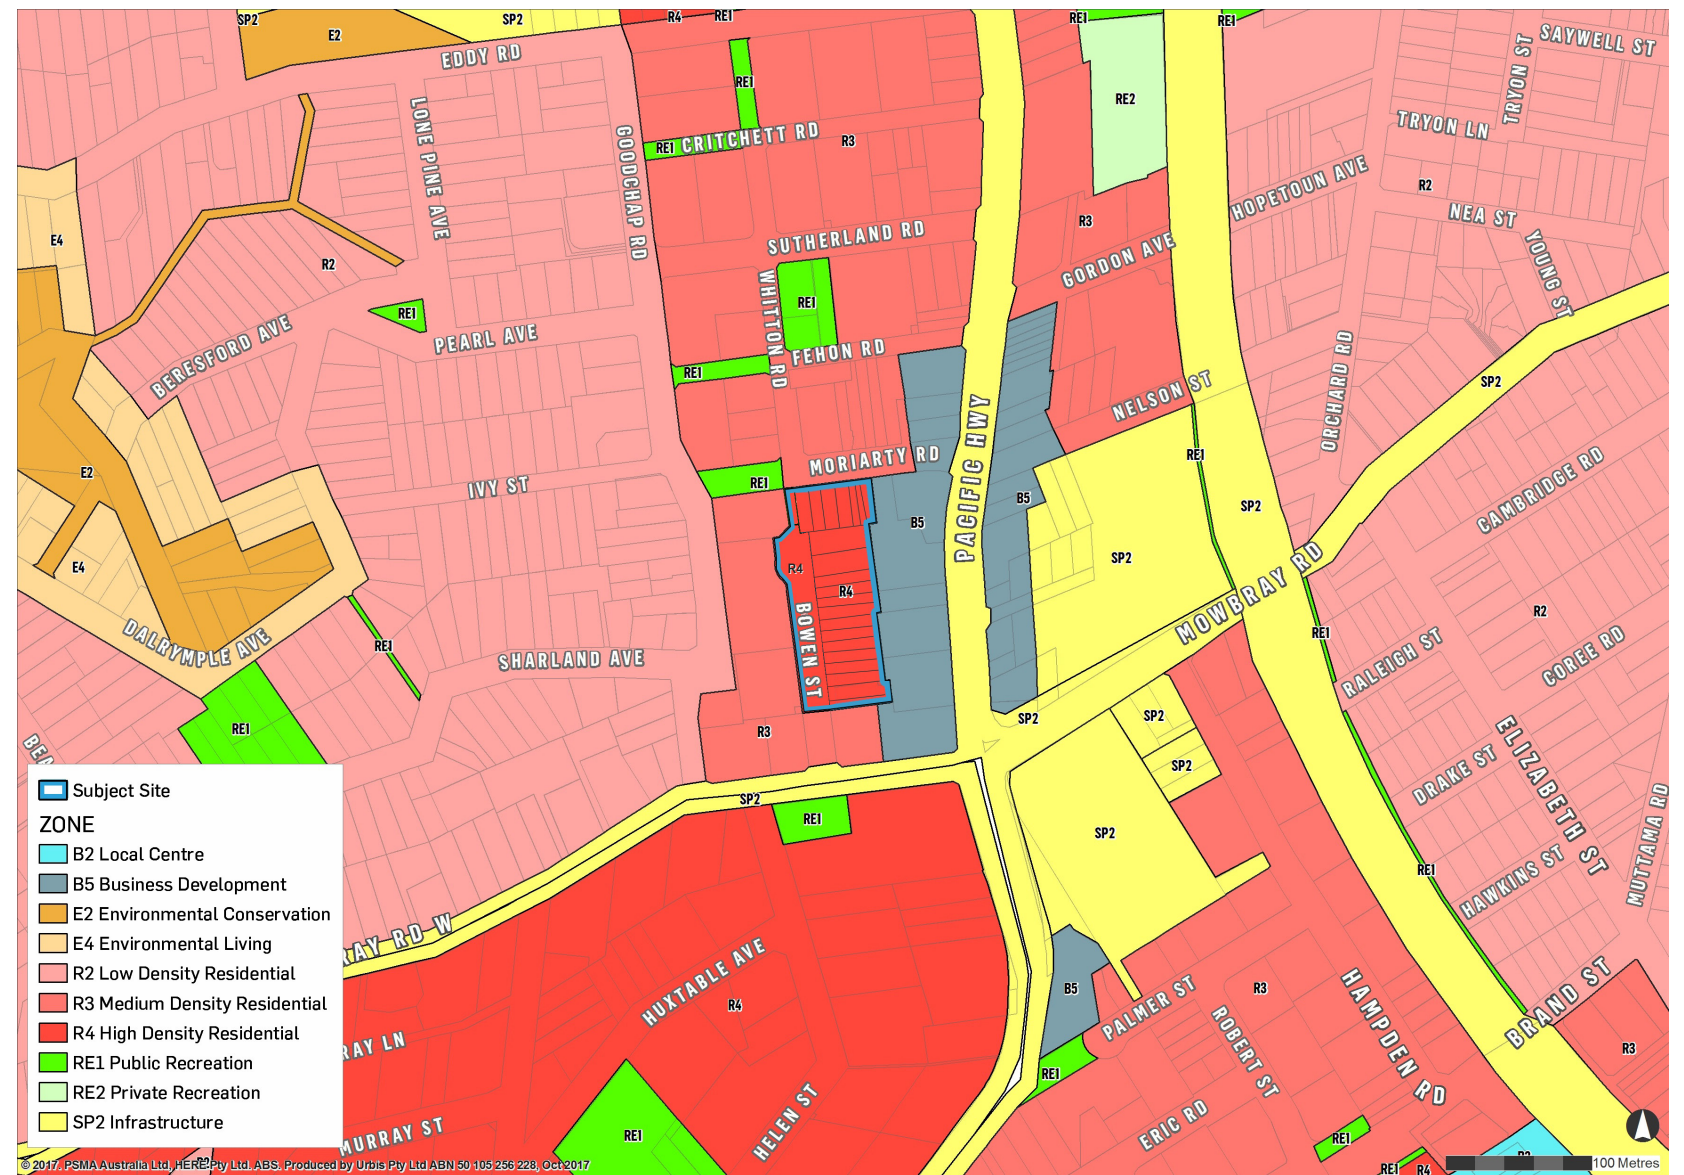 SP2
E2
SP2
R4
RE1
RE1
RE1
SAYWELL ST
EDDY RD
TRYON ST
RE1
RE2
LONE PINE AVE
GOODCHAP RD
RE1
CRITCHETT RD
R3
TRYON LN
R2
HOPETOUN AVE
NEA ST
YOUNG ST
E4
R2
SUTHERLAND RD
R3
GORDON AVE
RE1
WHITTON RD
RE1
BERESFORD AVE
PEARL AVE
FEHON RD
RE1
NELSON ST
ORCHARD RD
SP2
PACIFIC HWY
MORIARTY RD
RE1
E2
IVY ST
RE1
B5
B5
SP2
CAMBRIDGE RD
E4
R4
R4
SP2
MOWBRAY RD
BOWEN ST
R2
DALRYMPLE AVE
RE1
SHARLAND AVE
RE1
RALEIGH ST
COREE RD
RE1
R3
SP2
SP2
SP2
DRAKE ST
ELIZABETH ST
MUTTAMA RD
BEA
SP2
RE1
SP2
RE1
HAWKINS ST
RAY RD W
HUXTABLE AVE
R4
B5
PALMER ST
R3
ROBERT ST
HAMPDEN RD
BRAND ST
R3
RAY LN
RE1
MURRAY ST
RE1
HELEN ST
ERIC RD
RE1
RE1
R4
Subject Site
ZONE
B2 Local Centre
B5 Business Development
E2 Environmental Conservation
E4 Environmental Living
R2 Low Density Residential
R3 Medium Density Residential
R4 High Density Residential
RE1 Public Recreation
RE2 Private Recreation
SP2 Infrastructure
© 2017. PSMA Australia Ltd, HERE Pty Ltd. ABS. Produced by Urbis Pty Ltd ABN 50 105 256 228, Oct 2017
100 Metres